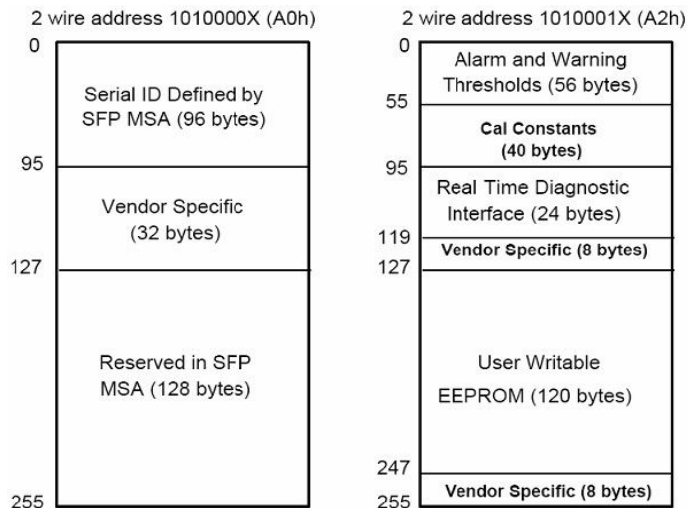 2 wire address 1010000X (A0h)
0
Serial ID Defined by
SFP MSA (96 bytes)
95
Vendor Specific
(32 bytes)
127
Reserved in SFP
MSA (128 bytes)
255
2 wire address 1010001X (A2h)
0
Alarm and Warning
Thresholds (56 bytes)
55
Cal Constants
(40 bytes)
95
Real Time Diagnostic
Interface (24 bytes)
119
Vendor Specific (8 bytes)
127
User Writable
EEPROM (120 bytes)
247
Vendor Specific (8 bytes)
255